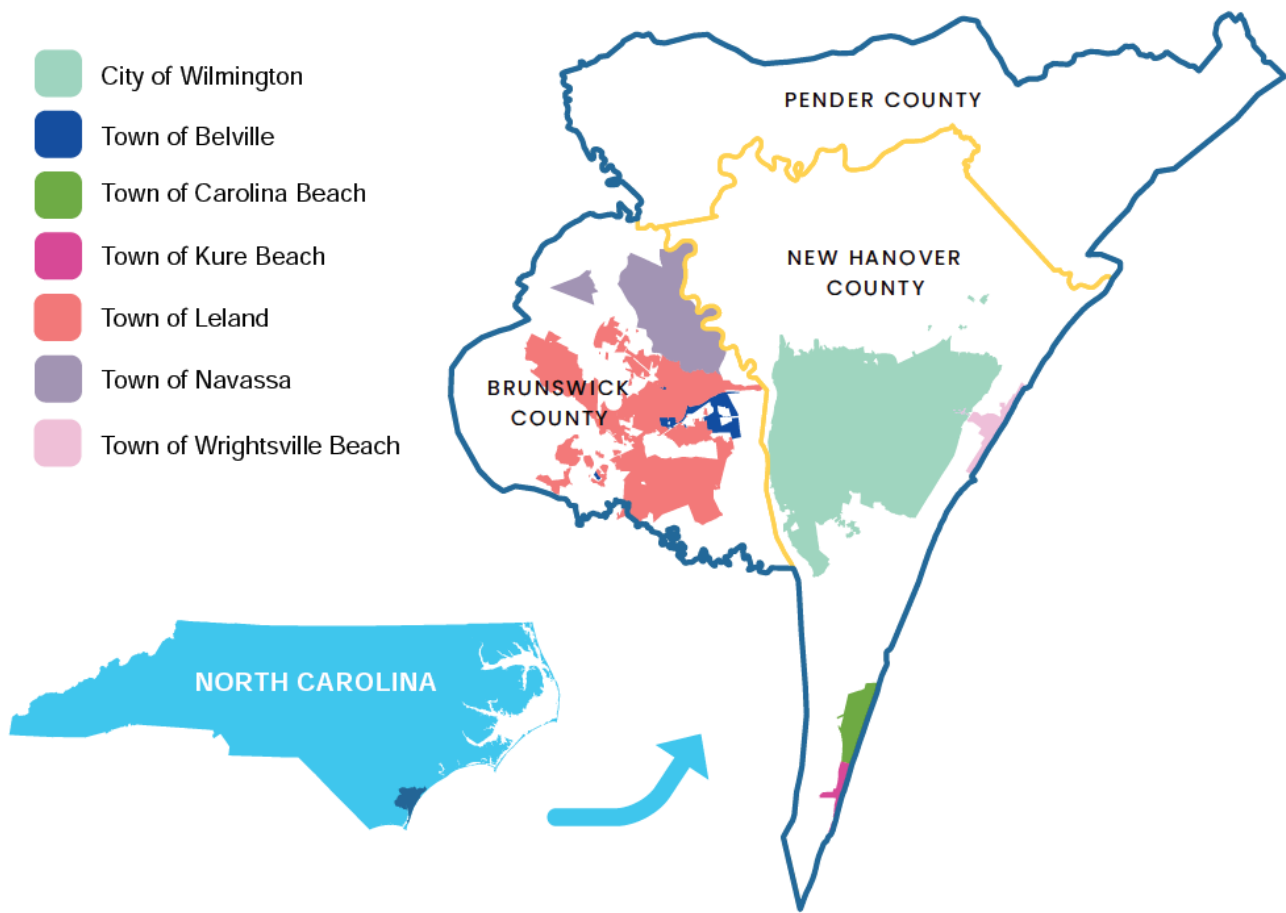 City of Wilmington
Town of Belville
Town of Carolina Beach
Town of Kure Beach
Town of Leland
Town of Navassa
Town of Wrightsville Beach
PENDER COUNTY
NEW HANOVER
COUNTY
BRUNSWICK
COUNTY
NORTH CAROLINA